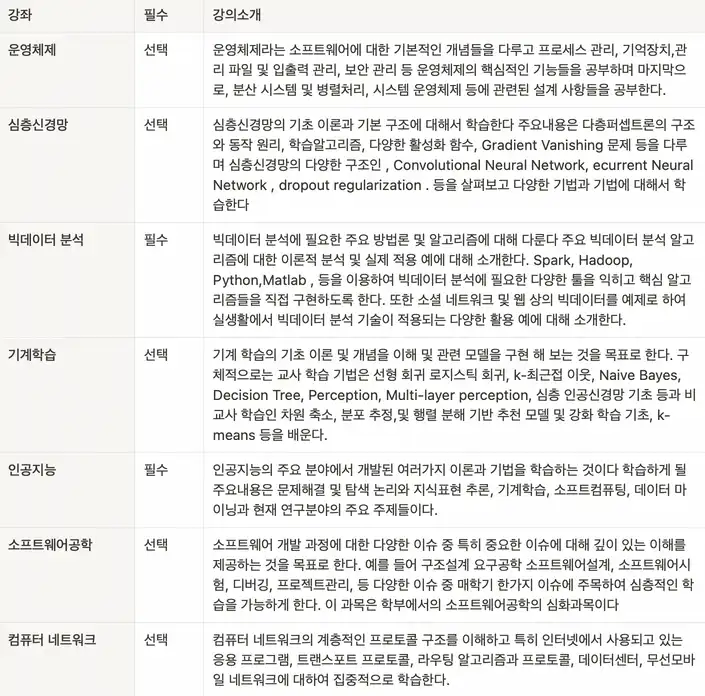 강좌 필수 강의소개
운영체제 선택 운영체제라는 소프트웨어에 대한 기본적인 개념들을 다루고 프로세스 관리, 기억장치,관
리 파일 및 입출력 관리, 보안 관리 등 운영체제의 핵심적인 기능들을 공부하며 마지막으
로, 분산 시스템 및 병렬처리, 시스템 운영체제 등에 관련된 설계 사항들을 공부한다.
심층신경망 선택 심층신경망의 기초 이론과 기본 구조에 대해서 학습한다 주요내용은 다층퍼셉트론의 구조
와 동작 원리, 학습알고리즘, 다양한 활성화 함수, Gradient Vanishing 문제 등을 다루
며 심층신경망의 다양한 구조인 , Convolutional Neural Network, ecurrent Neural
Network , dropout regularization . 등을 살펴보고 다양한 기법과 기법에 대해서 학
습한다
빅데이터 분석 필수 빅데이터 분석에 필요한 주요 방법론 및 알고리즘에 대해 다룬다 주요 빅데이터 분석 알고
리즘에 대한 이론적 분석 및 실제 적용 예에 대해 소개한다. Spark, Hadoop,
Python,Matlab , 등을 이용하여 빅데이터 분석에 필요한 다양한 툴을 익히고 핵심 알고
리즘들을 직접 구현하도록 한다. 또한 소셜 네트워크 및 웹 상의 빅데이터를 예제로 하여
실생활에서 빅데이터 분석 기술이 적용되는 다양한 활용 예에 대해 소개한다.
기계학습 선택 기계 학습의 기초 이론 및 개념을 이해 및 관련 모델을 구현 해 보는 것을 목표로 한다. 구
체적으로는 교사 학습 기법은 선형 회귀 로지스틱 회귀, k-최근접 이웃, Naive Bayes,
Decision Tree, Perception, Multi-layer perception, 심층 인공신경망 기초 등과 비
교사 학습인 차원 축소, 분포 추정,및 행렬 분해 기반 추천 모델 및 강화 학습 기초, k-
means 등을 배운다.
인공지능 필수 인공지능의 주요 분야에서 개발된 여러가지 이론과 기법을 학습하는 것이다 학습하게 될
주요내용은 문제해결 및 탐색 논리와 지식표현 추론, 기계학습, 소프트컴퓨팅, 데이터 마
이닝과 현재 연구분야의 주요 주제들이다.
소프트웨어공학 선택 소프트웨어 개발 과정에 대한 다양한 이슈 중 특히 중요한 이슈에 대해 깊이 있는 이해를
제공하는 것을 목표로 한다. 예를 들어 구조설계 요구공학 소프트웨어설계, 소프트웨어시
험, 디버깅, 프로젝트관리, 등 다양한 이슈 중 매학기 한가지 이슈에 주목하여 심층적인 학
습을 가능하게 한다. 이 과목은 학부에서의 소프트웨어공학의 심화과목이다
컴퓨터 네트워크 선택 컴퓨터 네트워크의 계층적인 프로토콜 구조를 이해하고 특히 인터넷에서 사용되고 있는
응용 프로그램, 트랜스포트 프로토콜, 라우팅 알고리즘과 프로토콜, 데이터센터, 무선모바
일 네트워크에 대하여 집중적으로 학습한다.